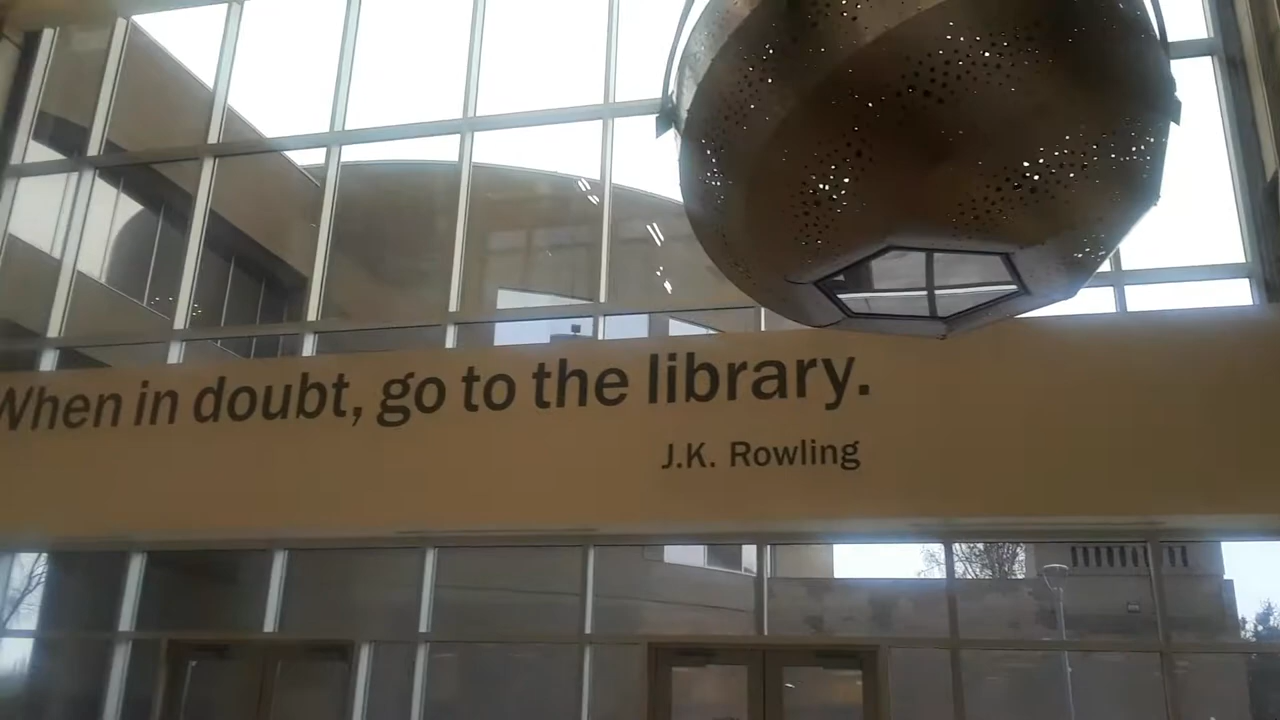 When in doubt, go to the library.
J.K. Rowling